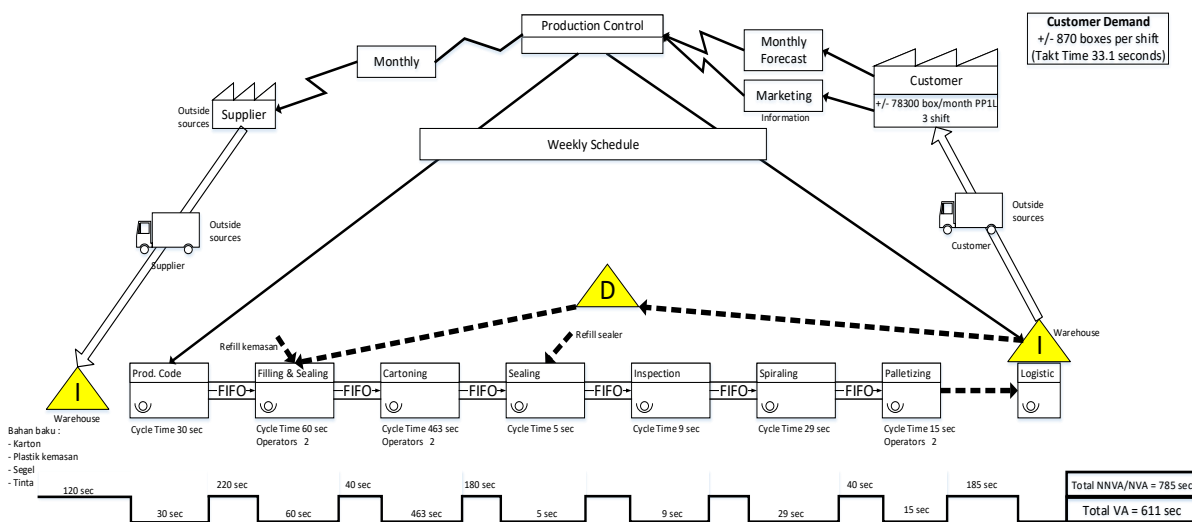 Production Control
Customer Demand
+/- 870 boxes per shift
(Takt Time 33.1 seconds)
Monthly
Monthly
Forecast
Marketing
Information
Customer
+/- 78300 box/month PP1L
3 shift
Outside
sources
Supplier
Weekly Schedule
Outside
sources
Supplier
Outside
sources
Customer
D
Refill kemasan
Refill sealer
I
Warehouse
I
Warehouse
Bahan baku :
- Karton
- Plastik kemasan
- Segel
- Tinta
Prod. Code
FIFO
Filling & Sealing
FIFO
Cartoning
FIFO
Sealing
FIFO
Inspection
FIFO
Spiraling
FIFO
Palletizing
Logistic
Cycle Time 30 sec
Cycle Time 60 sec
Operators 2
Cycle Time 463 sec
Operators 2
Cycle Time 5 sec
Cycle Time 9 sec
Cycle Time 29 sec
Cycle Time 15 sec
Operators 2
120 sec
220 sec
40 sec
180 sec
40 sec
185 sec
Total NNVA/NVA = 785 sec
30 sec
60 sec
463 sec
5 sec
9 sec
29 sec
15 sec
Total VA = 611 sec